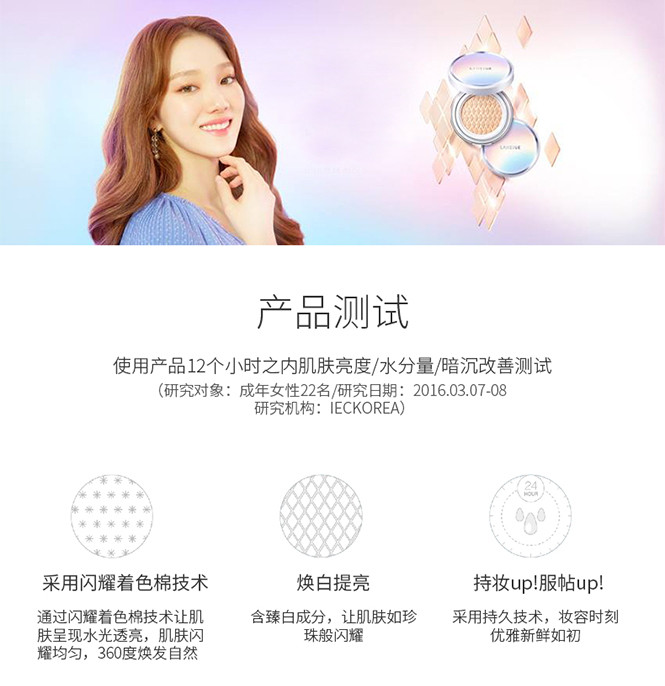 LANEIGE
产品测试
使用产品12个小时之内肌肤亮度/水分量/暗沉改善测试
（研究对象：成年女性22名/研究日期：2016.03.07-08
研究机构：IECKOREA）
24
HOUR
采用闪耀着色棉技术
焕白提亮
持妆up!服帖up!
通过闪耀着色棉技术让肌
肤呈现水光透亮，肌肤闪
耀均匀，360度焕发自然
含臻白成分，让肌肤如珍
珠般闪耀
采用持久技术，妆容时刻
优雅新鲜如初